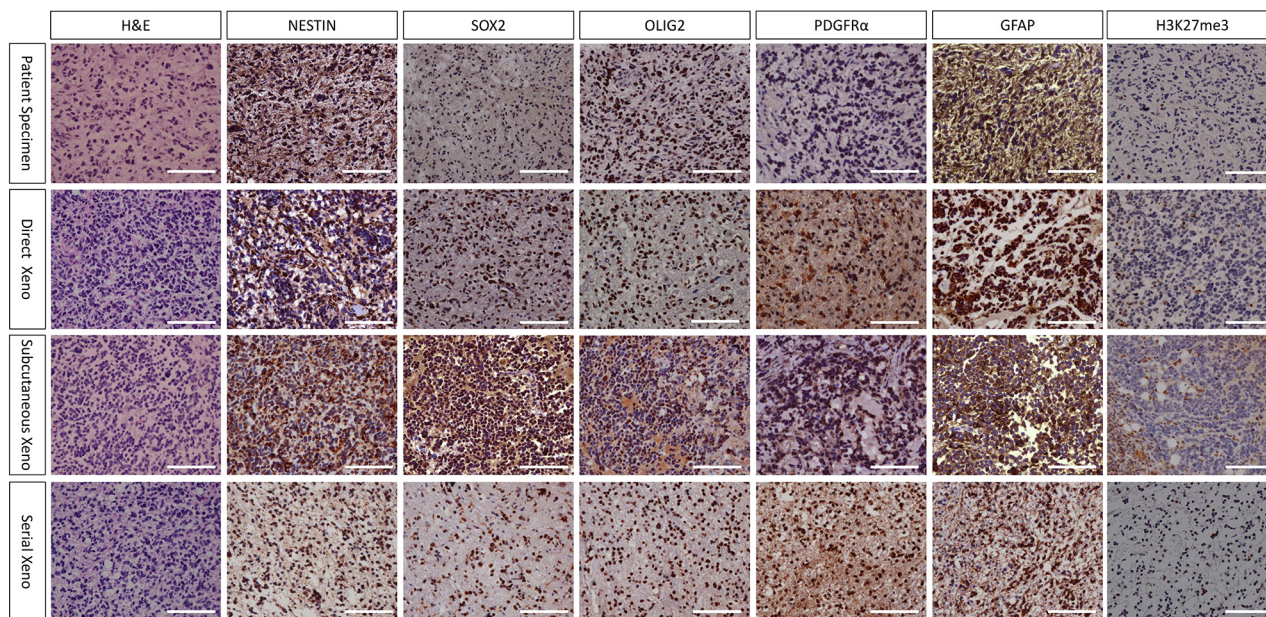 H&E
NESTIN
SOX2
OLIG2
PDGFRα
GFAP
H3K27me3
Patient Specimen
Direct Xeno
Subcutaneous Xeno
Serial Xeno